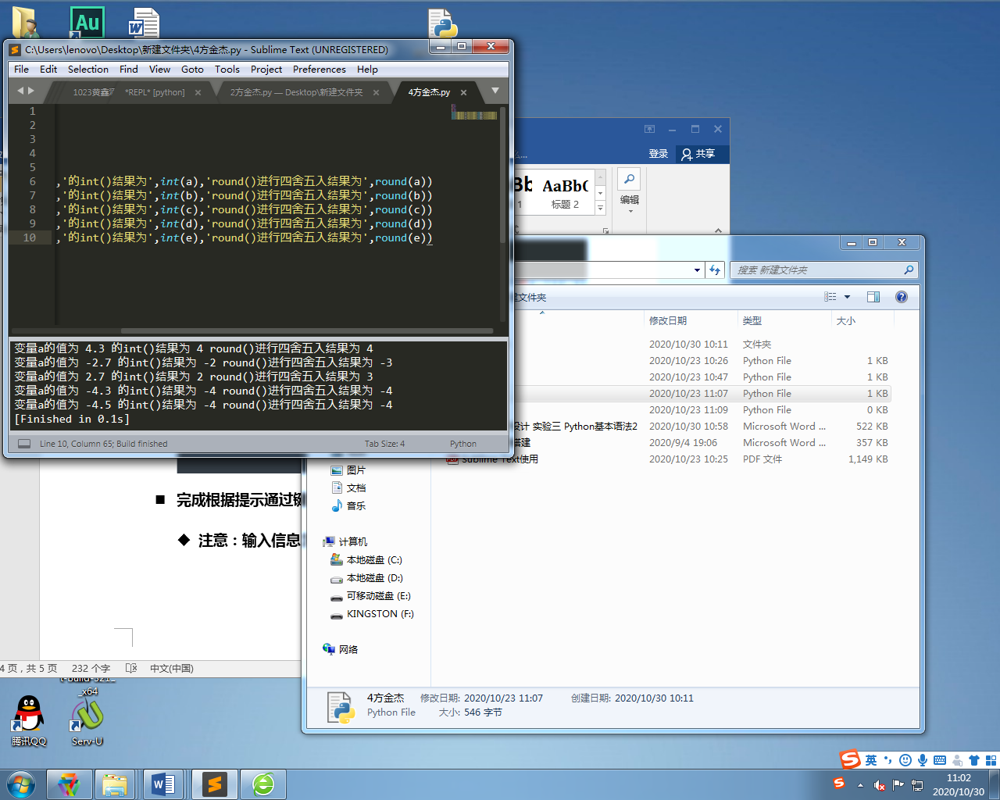 C:\Users\lenovo\Desktop\新建文件夹\4方金杰.py - Sublime Text (UNREGISTERED)
File Edit Selection Find View Goto Tools Project Preferences Help
*REPL* [python]
2方金杰.py — Desktop\新建文件夹
4方金杰.py
1
2
3
4
5
6 ,'的int()结果为',int(a),'round()进行四舍五入结果为',round(a))
7 ,'的int()结果为',int(b),'round()进行四舍五入结果为',round(b))
8 ,'的int()结果为',int(c),'round()进行四舍五入结果为',round(c))
9 ,'的int()结果为',int(d),'round()进行四舍五入结果为',round(d))
10 ,'的int()结果为',int(e),'round()进行四舍五入结果为',round(e))
变量a的值为 4.3 的int()结果为 4 round()进行四舍五入结果为 4
变量a的值为 -2.7 的int()结果为 -2 round()进行四舍五入结果为 -3
变量a的值为 2.7 的int()结果为 2 round()进行四舍五入结果为 3
变量a的值为 -4.3 的int()结果为 -4 round()进行四舍五入结果为 -4
变量a的值为 -4.5 的int()结果为 -4 round()进行四舍五入结果为 -4
[Finished in 0.1s]
Line 10, Column 65; Build finished Tab Size: 4 Python
登录 共享
AaBbC
1 标题 2
编辑
搜索 新建文件夹
建文件夹
修改日期 类型 大小
2020/10/30 10:11 文件夹
2020/10/23 10:26 Python File 1 KB
2020/10/23 10:47 Python File 1 KB
2020/10/23 11:07 Python File 1 KB
2020/10/23 11:09 Python File 0 KB
设计 实验三 Python基本语法2 2020/10/30 10:58 Microsoft Word ... 522 KB
搭建 2020/9/4 19:06 Microsoft Word ... 357 KB
Sublime Text使用 2020/10/23 10:25 PDF 文件 1,149 KB
图片
文档
音乐
计算机
本地磁盘 (C:)
本地磁盘 (D:)
可移动磁盘 (E:)
KINGSTON (F:)
网络
4方金杰 修改日期: 2020/10/23 11:07 创建日期: 2020/10/30 10:11
Python File 大小: 546 字节
■ 完成根据提示通过键
◆ 注意：输入信息
4 页，共 5 页 232 个字 中文(中国)
_x64
腾讯QQ
Serv-U
英
11:02
2020/10/30